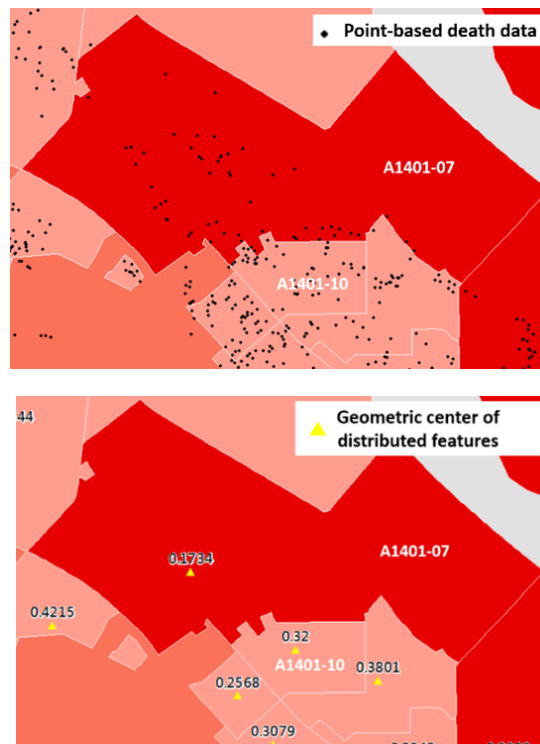 Point-based death data
A1401-07
A1401-10
44
Geometric center of
distributed features
A1401-07
0.1734
0.4215
0.32
A1401-10
0.3801
0.2568
0.3079